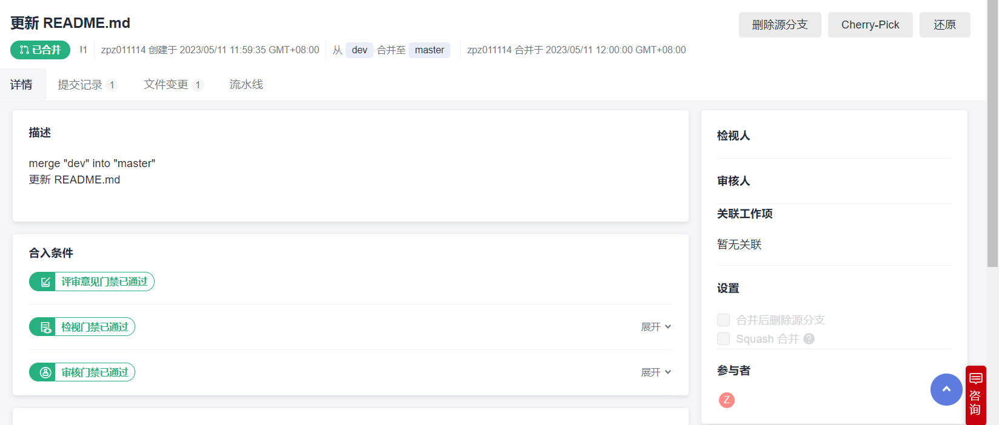 更新 README.md
删除源分支
Cherry-Pick
还原
已合并
!1
zpz011114 创建于 2023/05/11 11:59:35 GMT+08:00
从 dev 合并至 master
zpz011114 合并于 2023/05/11 12:00:00 GMT+08:00
详情
提交记录 1
文件变更 1
流水线
描述
merge "dev" into "master"
更新 README.md
合入条件
评审意见门禁已通过
检视门禁已通过
展开
审核门禁已通过
展开
检视人
审核人
关联工作项
暂无关联
设置
合并后删除源分支
Squash 合并 ?
参与者
Z
咨
询